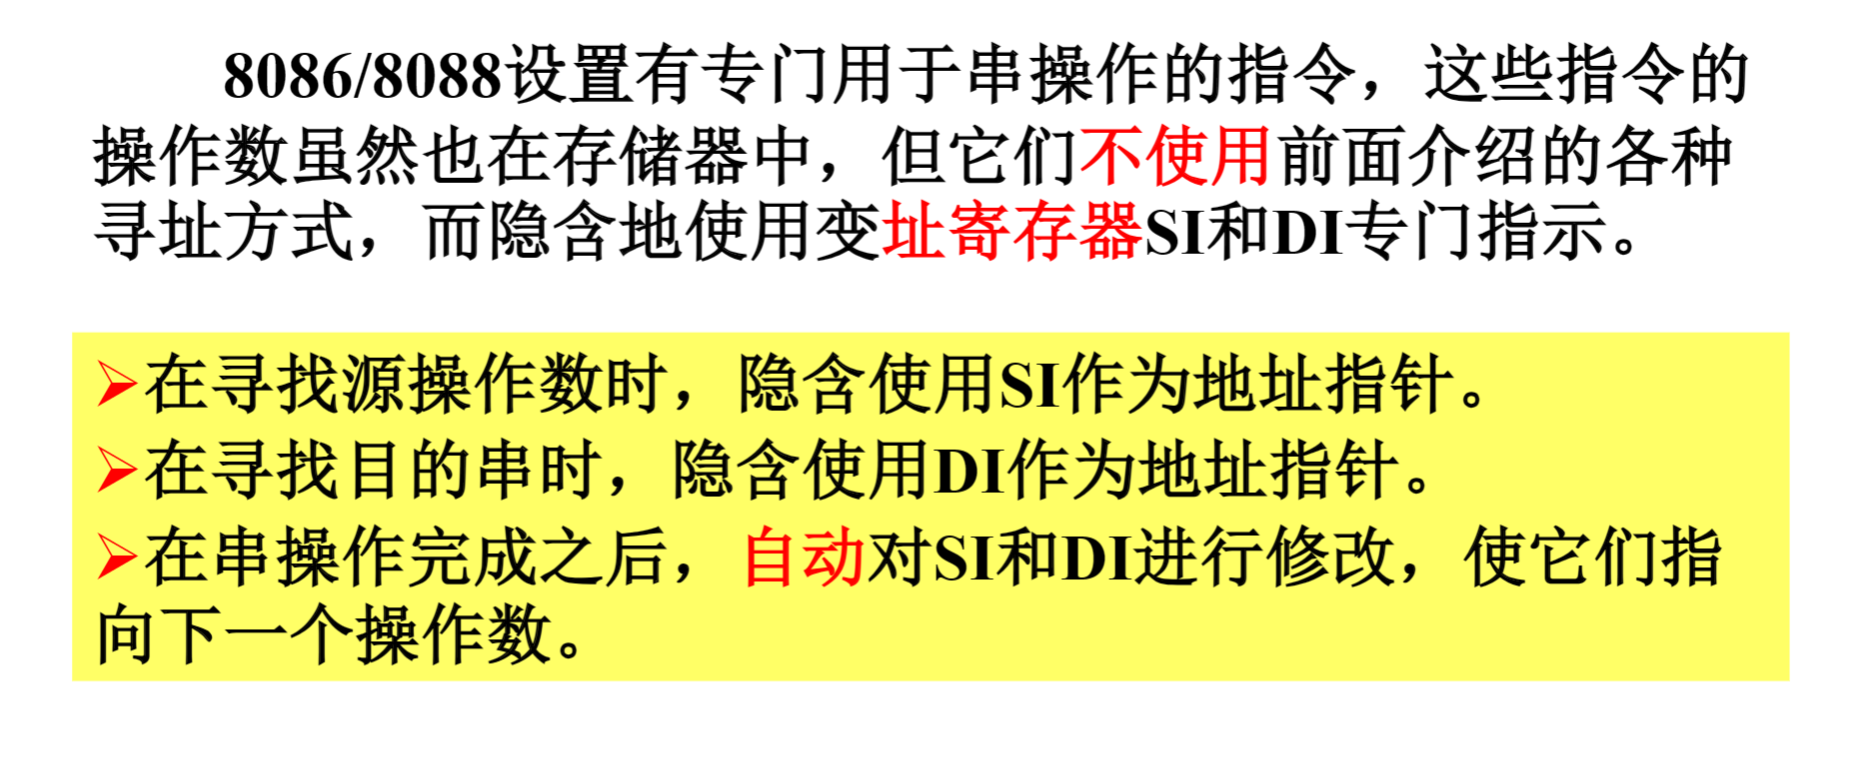 8086/8088设置有专门用于串操作的指令，这些指令的
操作数虽然也在存储器中，但它们不使用前面介绍的各种
寻址方式，而隐含地使用变址寄存器SI和DI专门指示。
➢在寻找源操作数时，隐含使用SI作为地址指针。
➢在寻找目的串时，隐含使用DI作为地址指针。
➢在串操作完成之后，自动对SI和DI进行修改，使它们指
向下一个操作数。